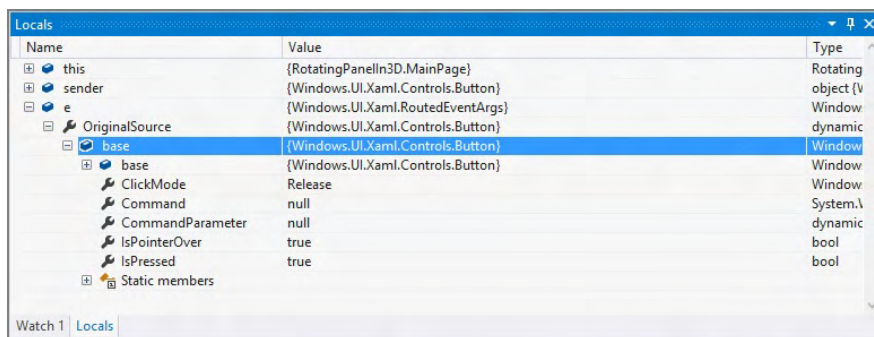 Locals
Name Value Type
this {RotatingPanelIn3D.MainPage} Rotating
sender {Windows.UI.Xaml.Controls.Button} object {V
e {Windows.UI.Xaml.RoutedEventArgs} Window
OriginalSource {Windows.UI.Xaml.Controls.Button} dynamic
base {Windows.UI.Xaml.Controls.Button} Window
base {Windows.UI.Xaml.Controls.Button} Window
ClickMode Release Window
Command null System.W
CommandParameter null dynamic
IsPointerOver true bool
IsPressed true bool
Static members
Watch 1 Locals